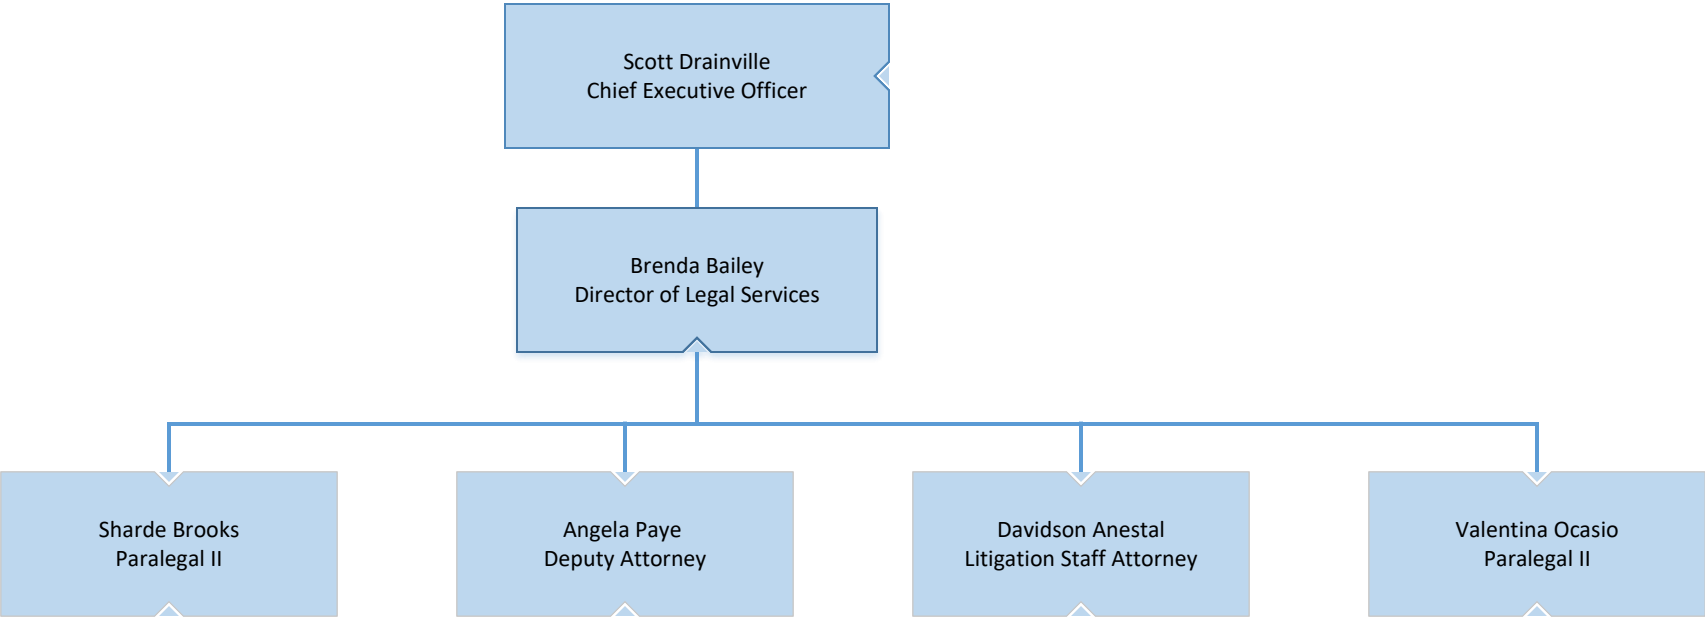 Scott Drainville
Chief Executive Officer
Brenda Bailey
Director of Legal Services
Sharde Brooks
Paralegal II
Angela Paye
Deputy Attorney
Davidson Anestal
Litigation Staff Attorney
Valentina Ocasio
Paralegal II